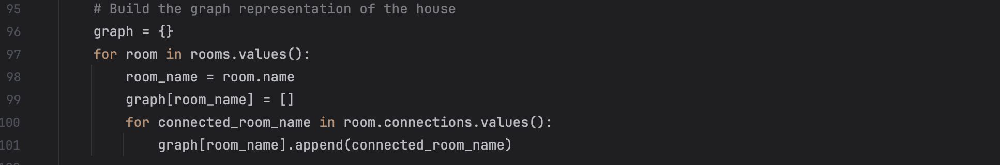 95 # Build the graph representation of the house
96 graph = {}
97 for room in rooms.values():
98 room_name = room.name
99 graph[room_name] = []
100 for connected_room_name in room.connections.values():
101 graph[room_name].append(connected_room_name)